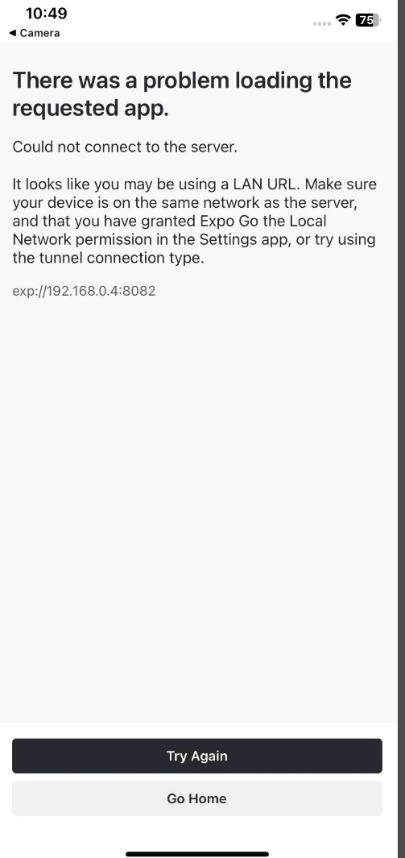 10:49
75
◀ Camera
There was a problem loading the
requested app.
Could not connect to the server.
It looks like you may be using a LAN URL. Make sure
your device is on the same network as the server,
and that you have granted Expo Go the Local
Network permission in the Settings app, or try using
the tunnel connection type.
exp://192.168.0.4:8082
Try Again
Go Home